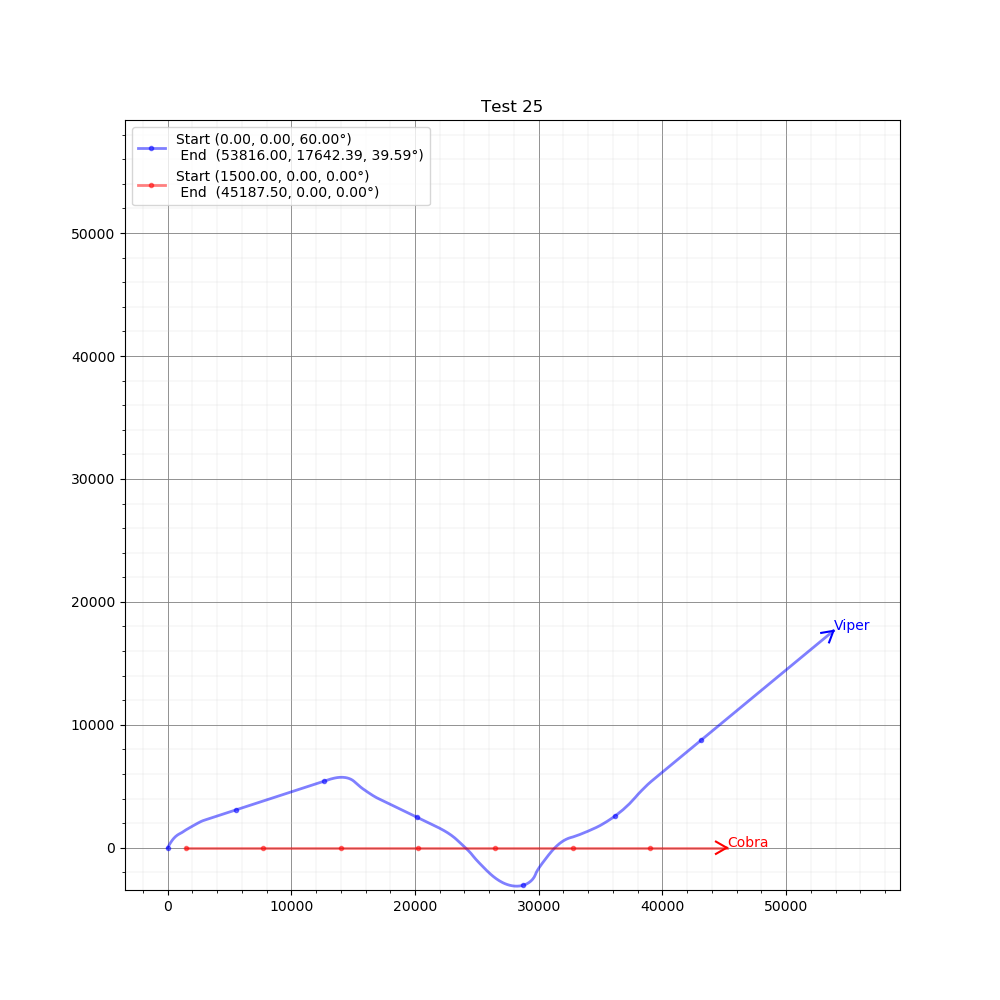 Test 25
Start (0.00, 0.00, 60.00°)
End (53816.00, 17642.39, 39.59°)
Start (1500.00, 0.00, 0.00°)
End (45187.50, 0.00, 0.00°)
50000
40000
30000
20000
Viper
10000
Cobra
0
0 10000 20000 30000 40000 50000